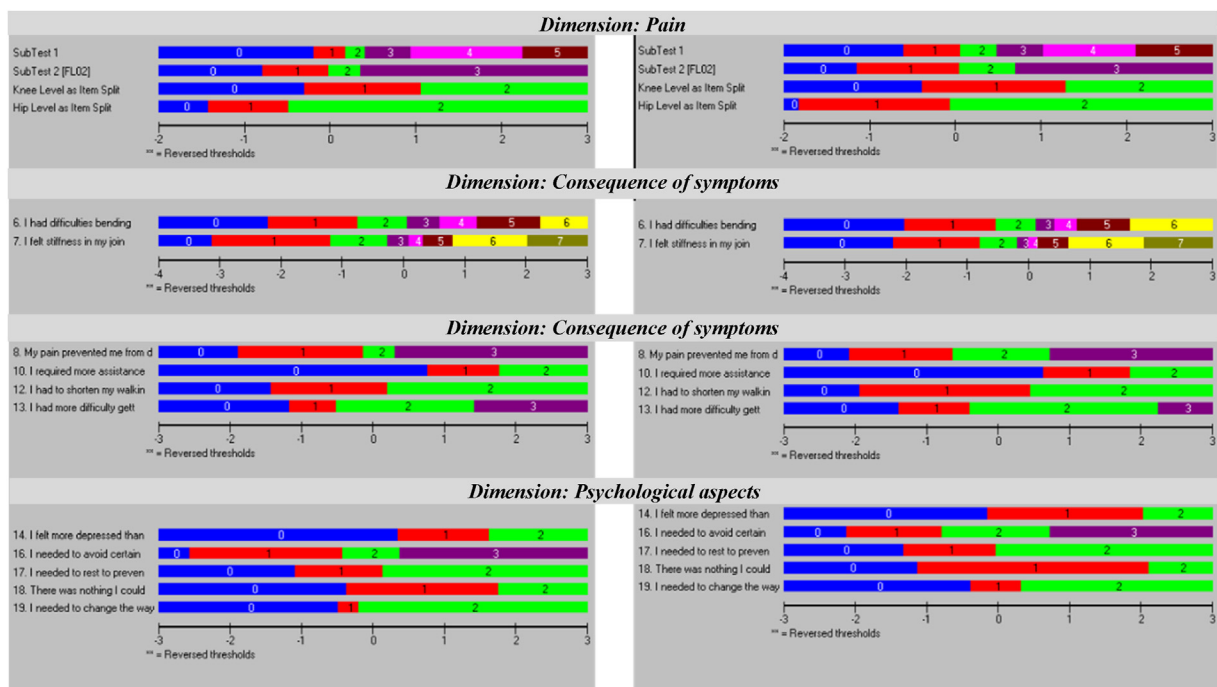 Dimension: Pain
SubTest 1 0 1 2 3 4 5
SubTest 2 [FL02] 0 1 2 3
Knee Level as Item Split 0 1 2
Hip Level as Item Split 0 1 2
-2 -1 0 1 2 3
** = Reversed thresholds
SubTest 1 0 1 2 3 4 5
SubTest 2 [FL02] 0 1 2 3
Knee Level as Item Split 0 1 2
Hip Level as Item Split 0 1 2
-2 -1 0 1 2 3
** = Reversed thresholds
Dimension: Consequence of symptoms
6. I had difficulties bending 0 1 2 3 4 5 6
7. I felt stiffness in my join 0 1 2 3 4 5 6 7
-4 -3 -2 -1 0 1 2 3
** = Reversed thresholds
6. I had difficulties bending 0 1 2 3 4 5 6
7. I felt stiffness in my join 0 1 2 3 4 5 6 7
-4 -3 -2 -1 0 1 2 3
** = Reversed thresholds
Dimension: Consequence of symptoms
8. My pain prevented me from d 0 1 2 3
10. I required more assistance 0 1 2
12. I had to shorten my walkin 0 1 2
13. I had more difficulty gett 0 1 2 3
-3 -2 -1 0 1 2 3
** = Reversed thresholds
8. My pain prevented me from d 0 1 2 3
10. I required more assistance 0 1 2
12. I had to shorten my walkin 0 1 2
13. I had more difficulty gett 0 1 2 3
-3 -2 -1 0 1 2 3
** = Reversed thresholds
Dimension: Psychological aspects
14. I felt more depressed than 0 1 2
16. I needed to avoid certain 0 1 2 3
17. I needed to rest to preven 0 1 2
18. There was nothing I could 0 1 2
19. I needed to change the way 0 1 2
-3 -2 -1 0 1 2 3
** = Reversed thresholds
14. I felt more depressed than 0 1 2
16. I needed to avoid certain 0 1 2 3
17. I needed to rest to preven 0 1 2
18. There was nothing I could 0 1 2
19. I needed to change the way 0 1 2
-3 -2 -1 0 1 2 3
** = Reversed thresholds